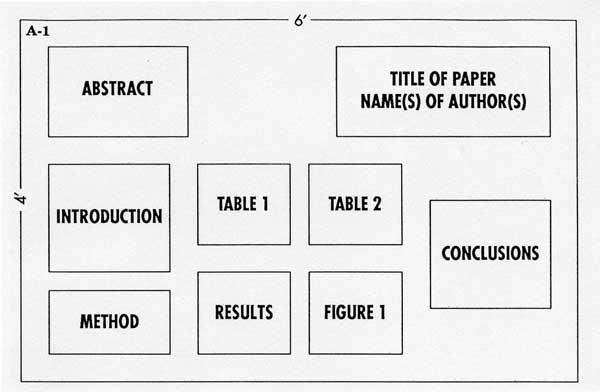 6'
A-1
ABSTRACT
TITLE OF PAPER
NAME(S) OF AUTHOR(S)
4'
INTRODUCTION
TABLE 1
TABLE 2
CONCLUSIONS
METHOD
RESULTS
FIGURE 1